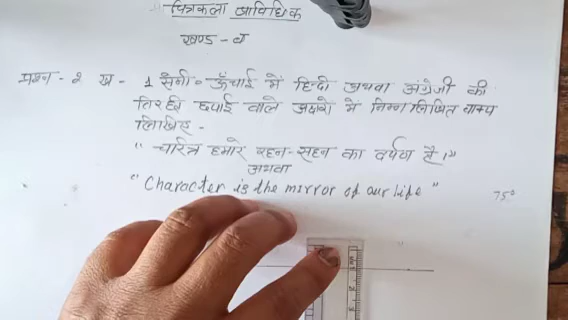 चित्रकला प्राविधिक
खण्ड - ब
प्रश्न - 2 ख - 1 सेमी॰ ऊँचाई में हिन्दी अथवा अंग्रेजी की
तिरछी छपाई वाले अक्षरो में निम्नलिखित वाक्य
लिखिए -
" चरित्र हमारे रहन-सहन का दर्पण है।"
अथवा
" Character is the mirror of our life "
75°